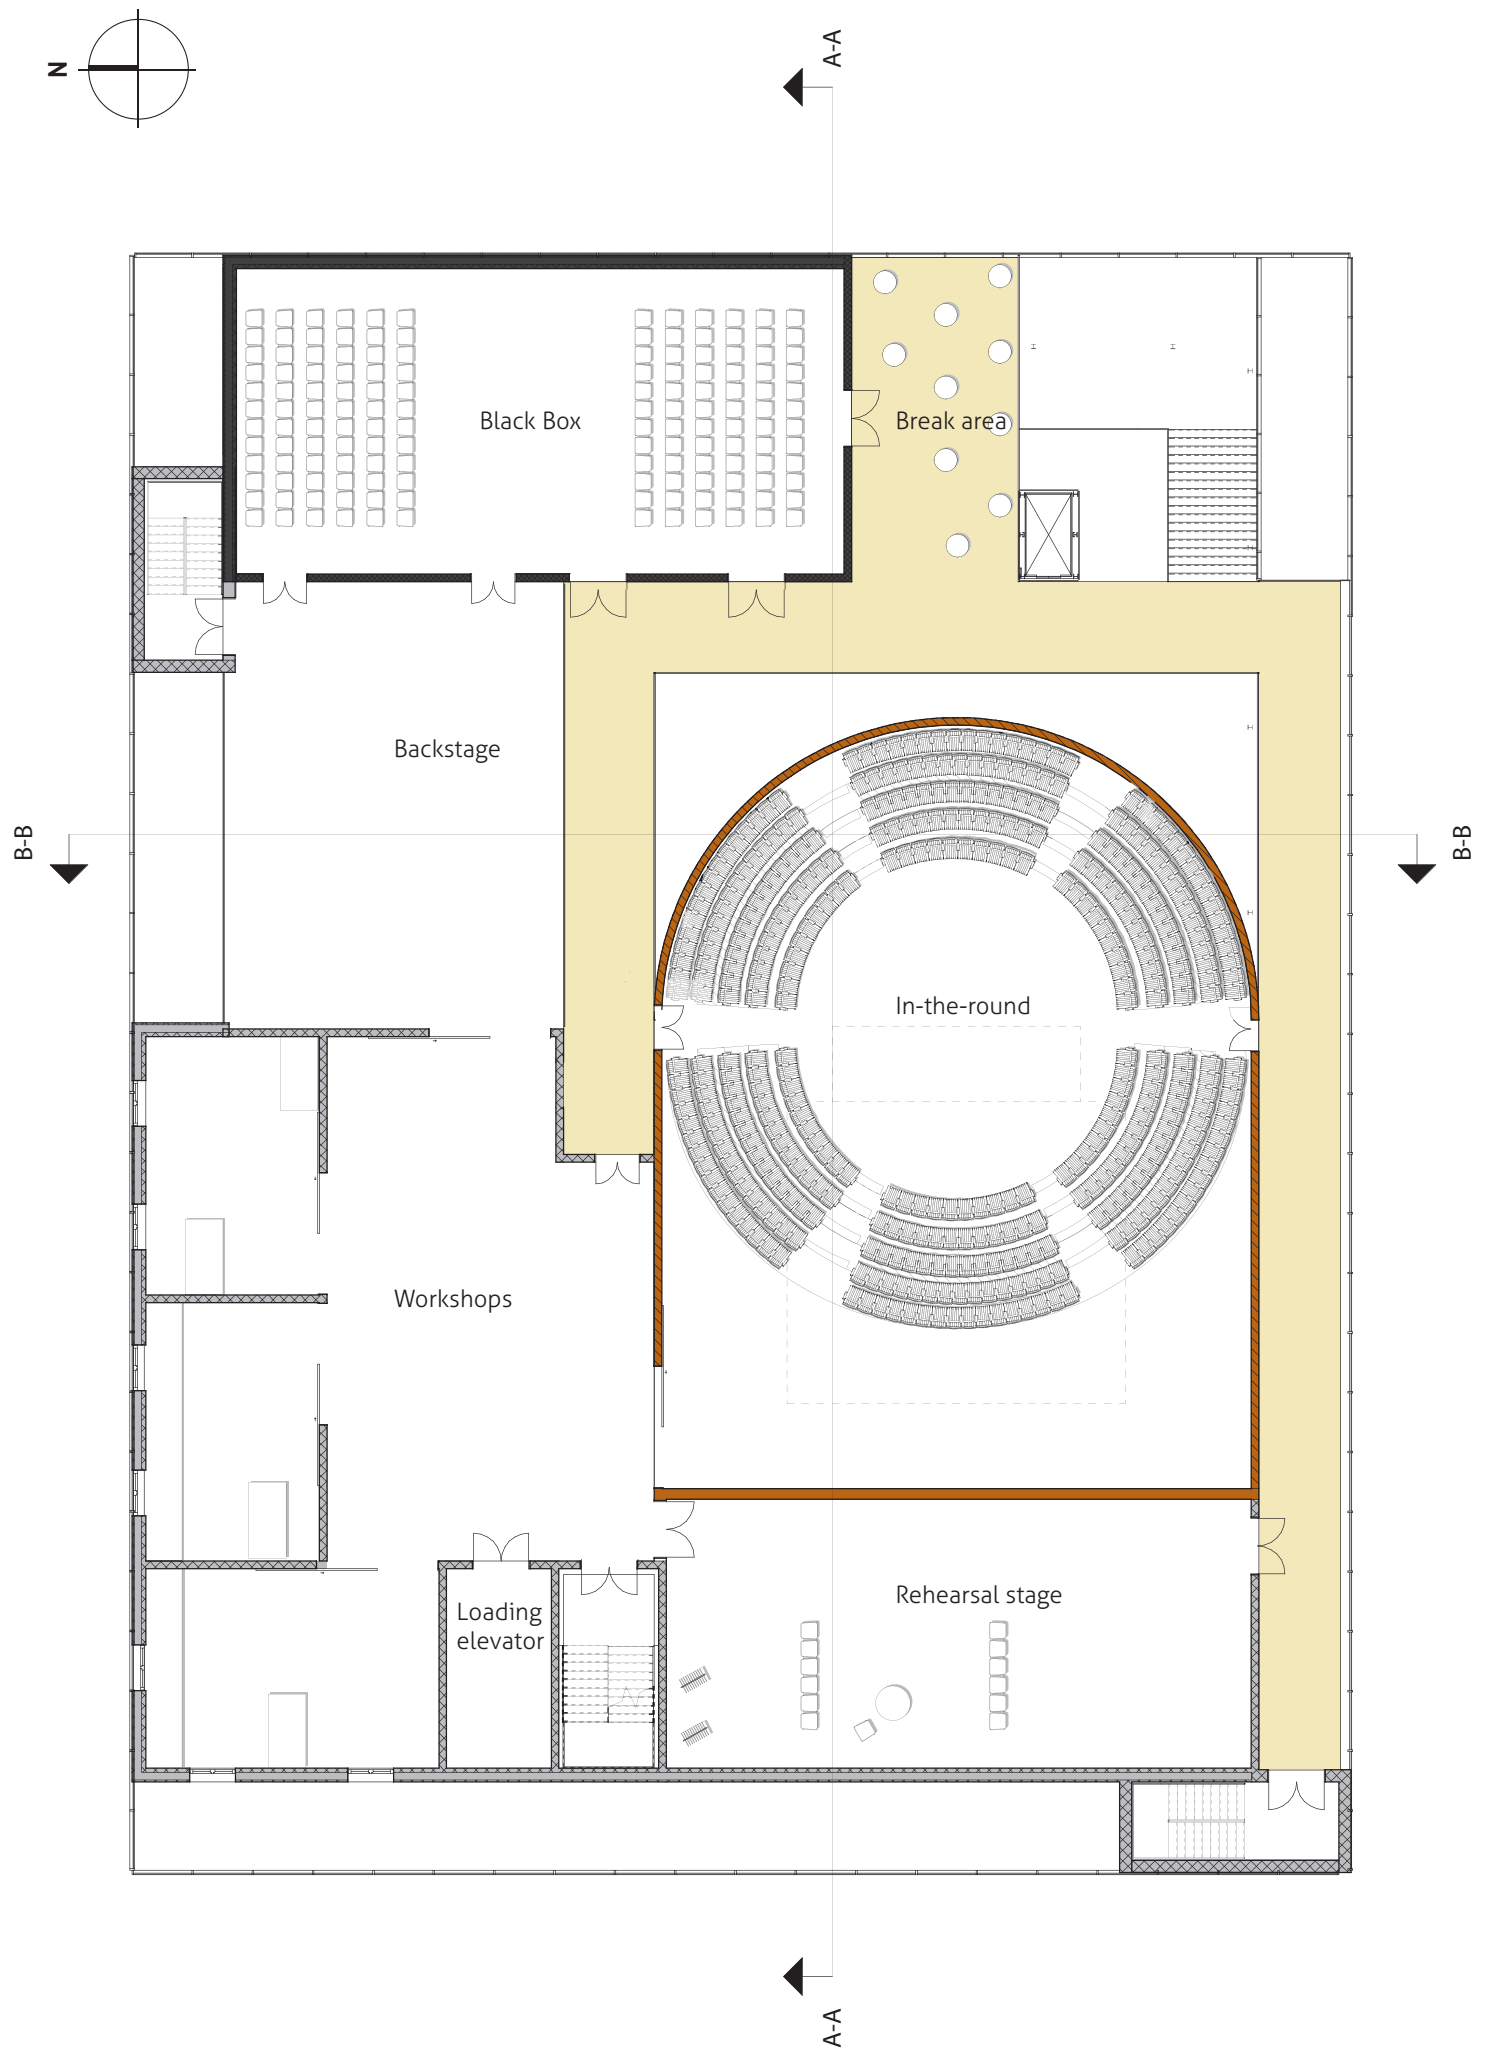 A-A
N
Black Box
Break area
Backstage
B-B
B-B
In-the-round
Workshops
Rehearsal stage
Loading
elevator
A-A